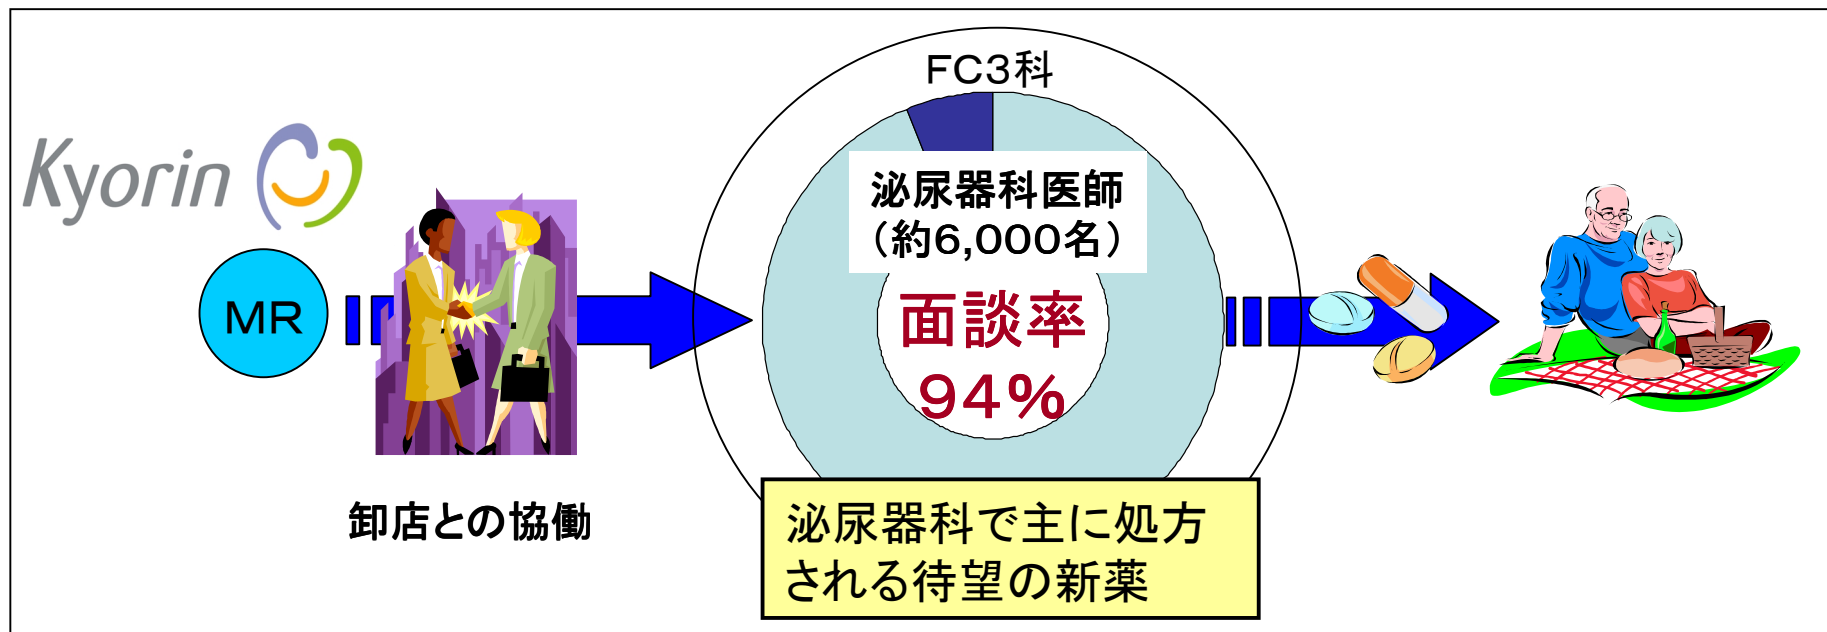 Kyorin
MR
卸店との協働
FC3科
泌尿器科医師
（約6,000名）
面談率
94%
泌尿器科で主に処方
される待望の新薬